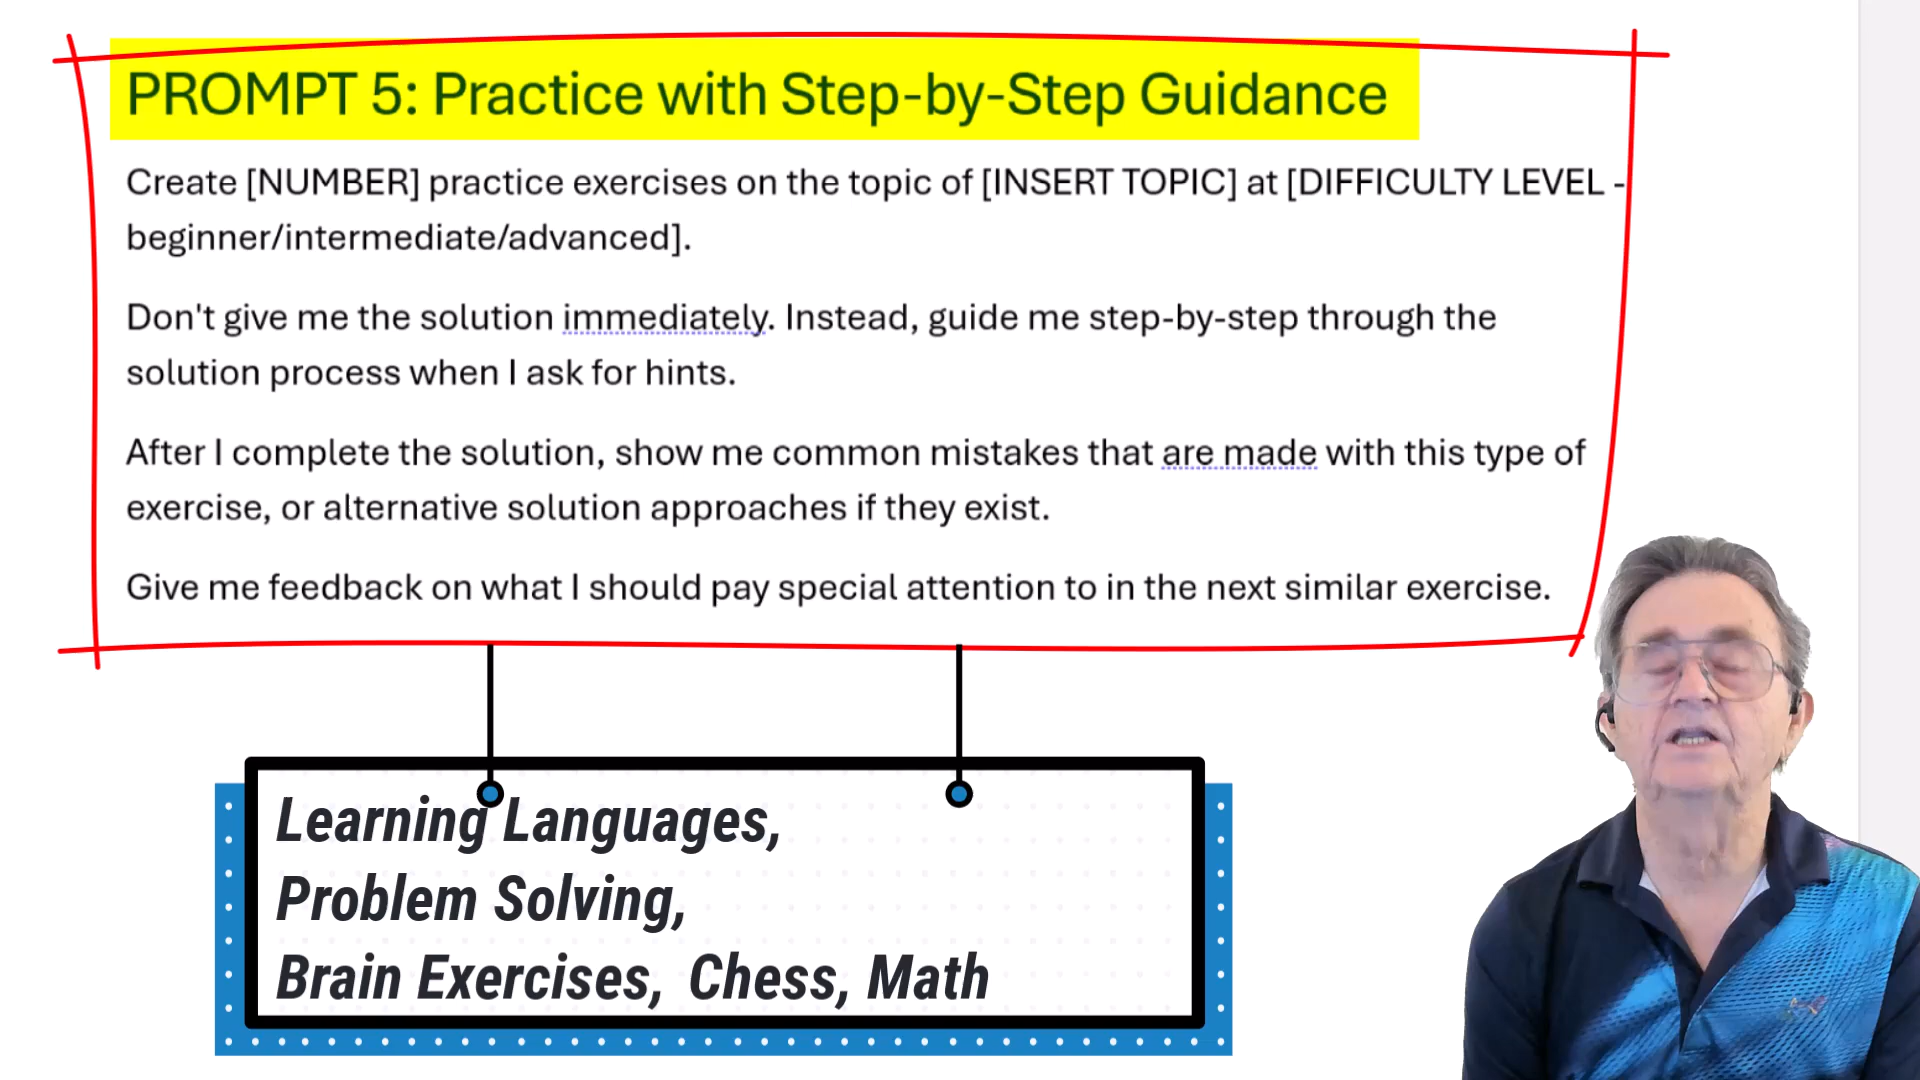 PROMPT 5: Practice with Step-by-Step Guidance
Create [NUMBER] practice exercises on the topic of [INSERT TOPIC] at [DIFFICULTY LEVEL -
beginner/intermediate/advanced].
Don't give me the solution immediately. Instead, guide me step-by-step through the
solution process when I ask for hints.
After I complete the solution, show me common mistakes that are made with this type of
exercise, or alternative solution approaches if they exist.
Give me feedback on what I should pay special attention to in the next similar exercise.
Learning Languages,
Problem Solving,
Brain Exercises, Chess, Math